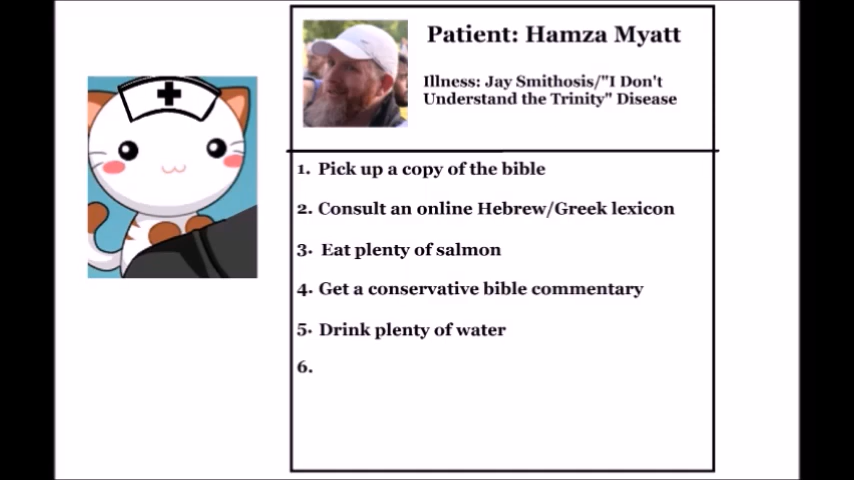 Patient: Hamza Myatt
Illness: Jay Smithosis/"I Don't
Understand the Trinity" Disease
1. Pick up a copy of the bible
2. Consult an online Hebrew/Greek lexicon
3. Eat plenty of salmon
4. Get a conservative bible commentary
5. Drink plenty of water
6.